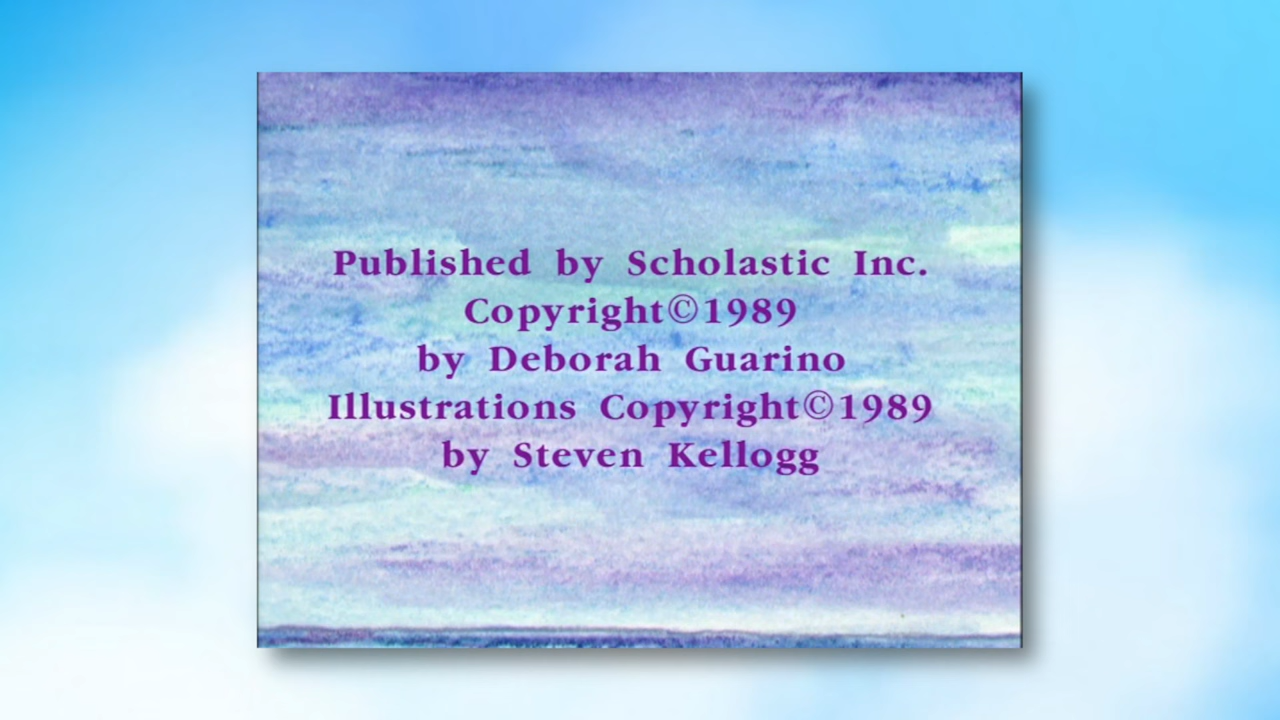 Published by Scholastic Inc.
Copyright©1989
by Deborah Guarino
Illustrations Copyright©1989
by Steven Kellogg